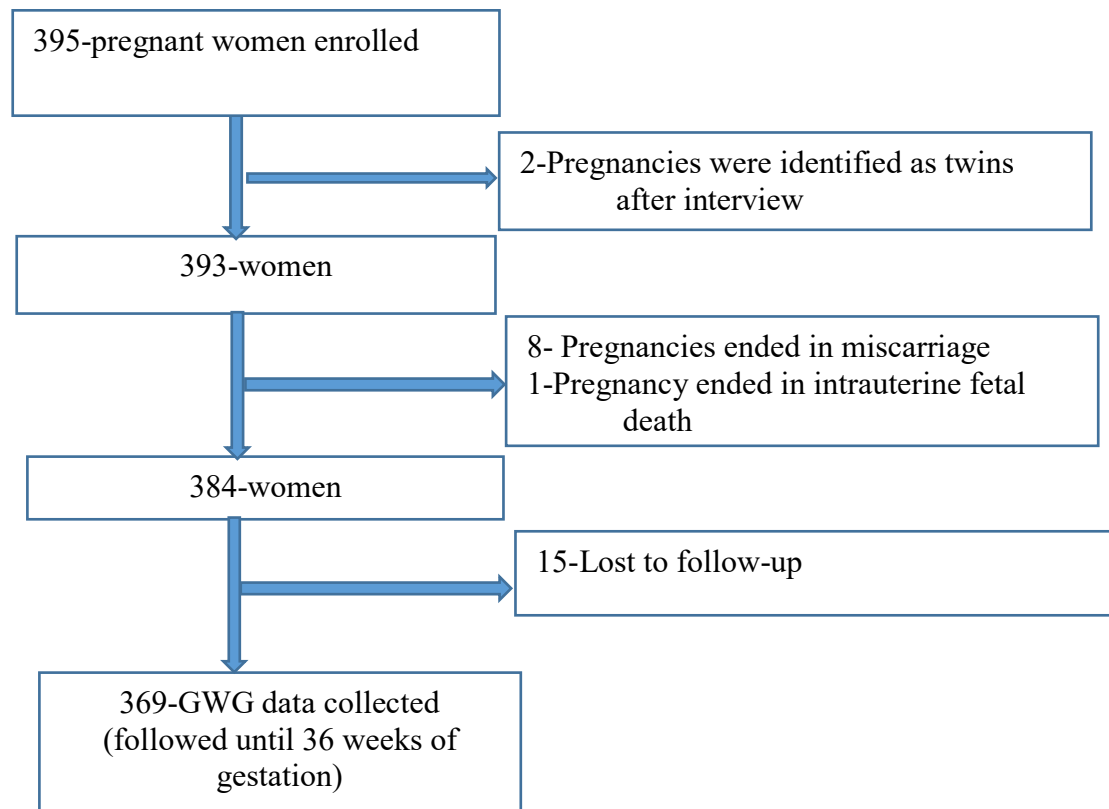 395-pregnant women enrolled
2-Pregnancies were identified as twins
after interview
393-women
8- Pregnancies ended in miscarriage
1-Pregnancy ended in intrauterine fetal
death
384-women
15-Lost to follow-up
369-GWG data collected
(followed until 36 weeks of
gestation)